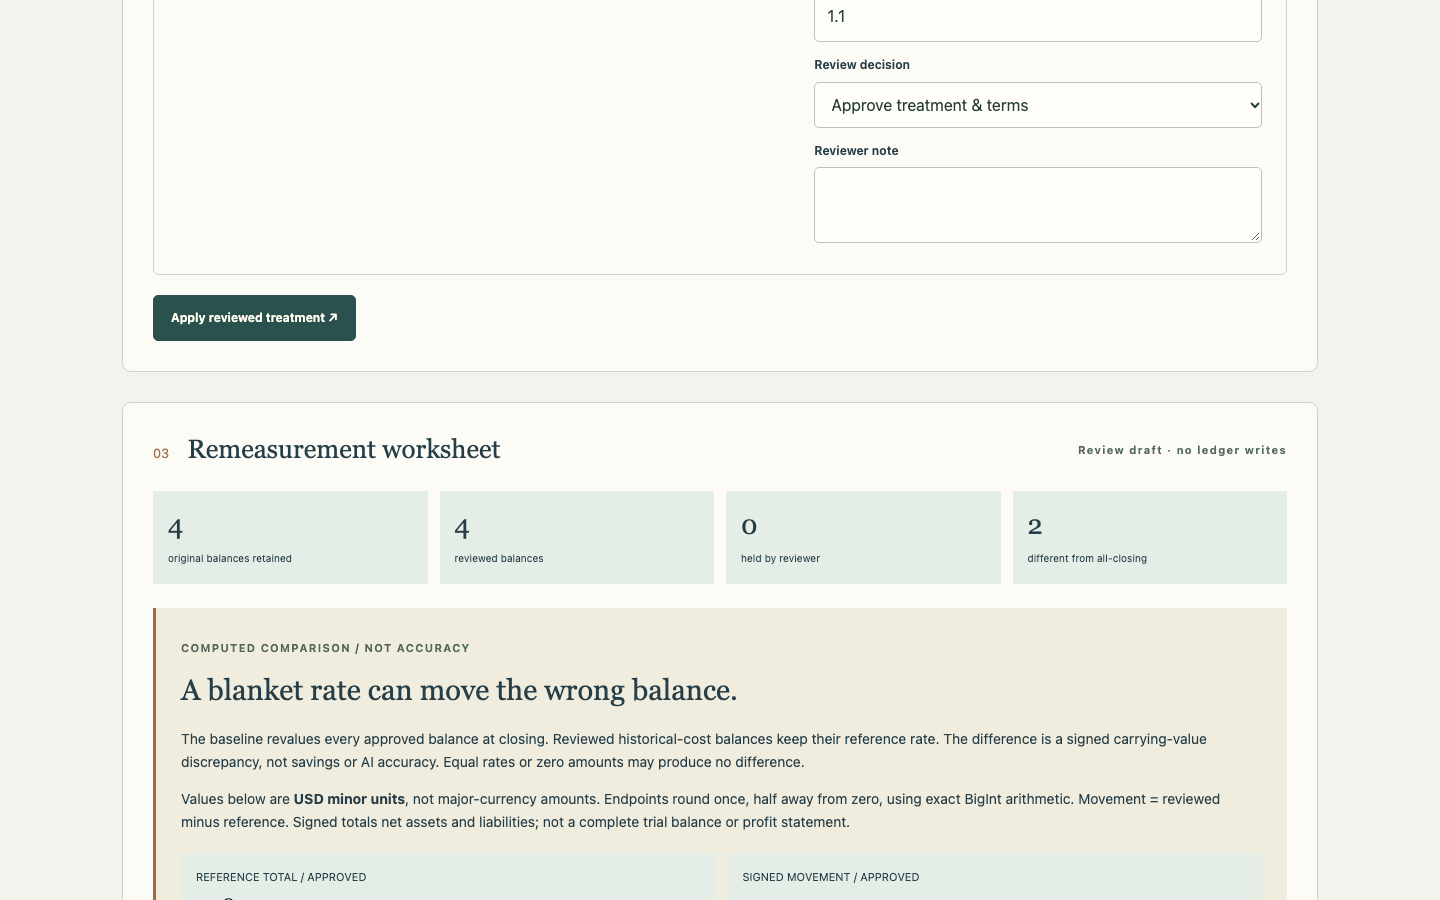 1.1
Review decision
Approve treatment & terms
Reviewer note
Apply reviewed treatment ↗
03 Remeasurement worksheet
Review draft · no ledger writes
4
original balances retained
4
reviewed balances
0
held by reviewer
2
different from all-closing
COMPUTED COMPARISON / NOT ACCURACY
A blanket rate can move the wrong balance.
The baseline revalues every approved balance at closing. Reviewed historical-cost balances keep their reference rate. The difference is a signed carrying-value
discrepancy, not savings or AI accuracy. Equal rates or zero amounts may produce no difference.
Values below are USD minor units, not major-currency amounts. Endpoints round once, half away from zero, using exact BigInt arithmetic. Movement = reviewed
minus reference. Signed totals net assets and liabilities; not a complete trial balance or profit statement.
REFERENCE TOTAL / APPROVED
SIGNED MOVEMENT / APPROVED